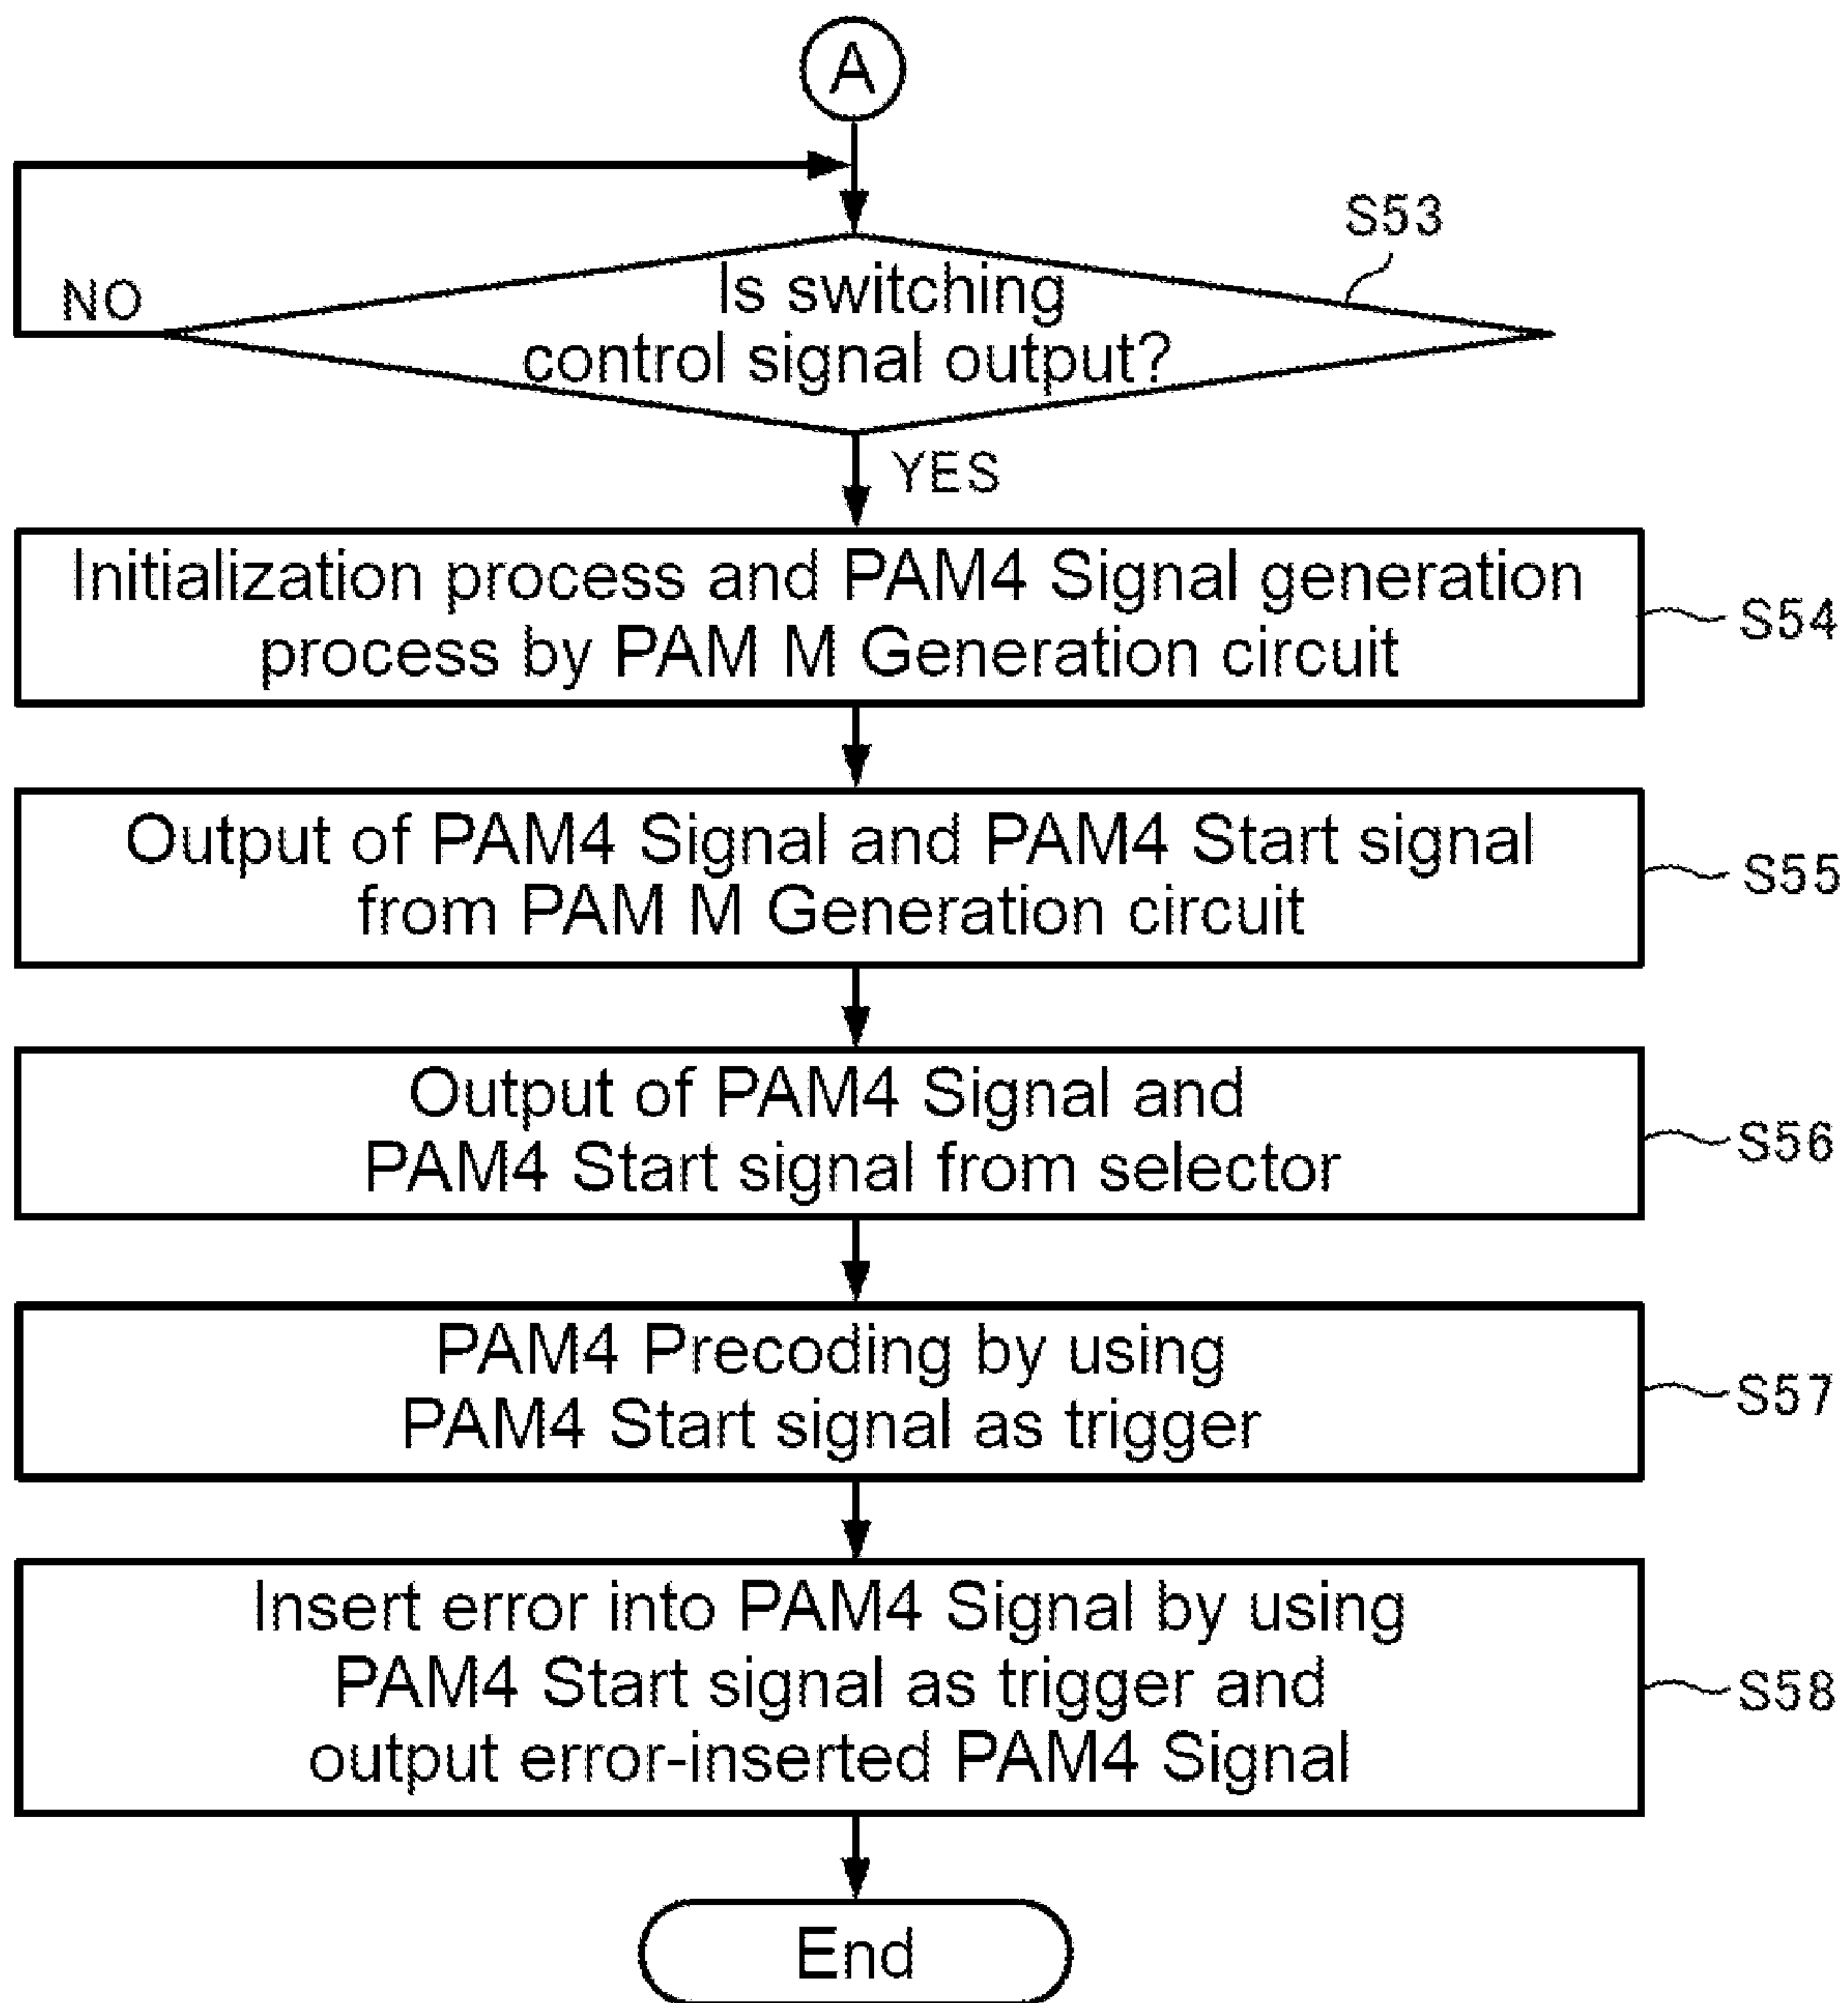 A
S53
Is switching
control signal output?
NO
YES
Initialization process and PAM4 Signal generation
process by PAM M Generation circuit
S54
Output of PAM4 Signal and PAM4 Start signal
from PAM M Generation circuit
S55
Output of PAM4 Signal and
PAM4 Start signal from selector
S56
PAM4 Precoding by using
PAM4 Start signal as trigger
S57
Insert error into PAM4 Signal by using
PAM4 Start signal as trigger and
output error-inserted PAM4 Signal
S58
End